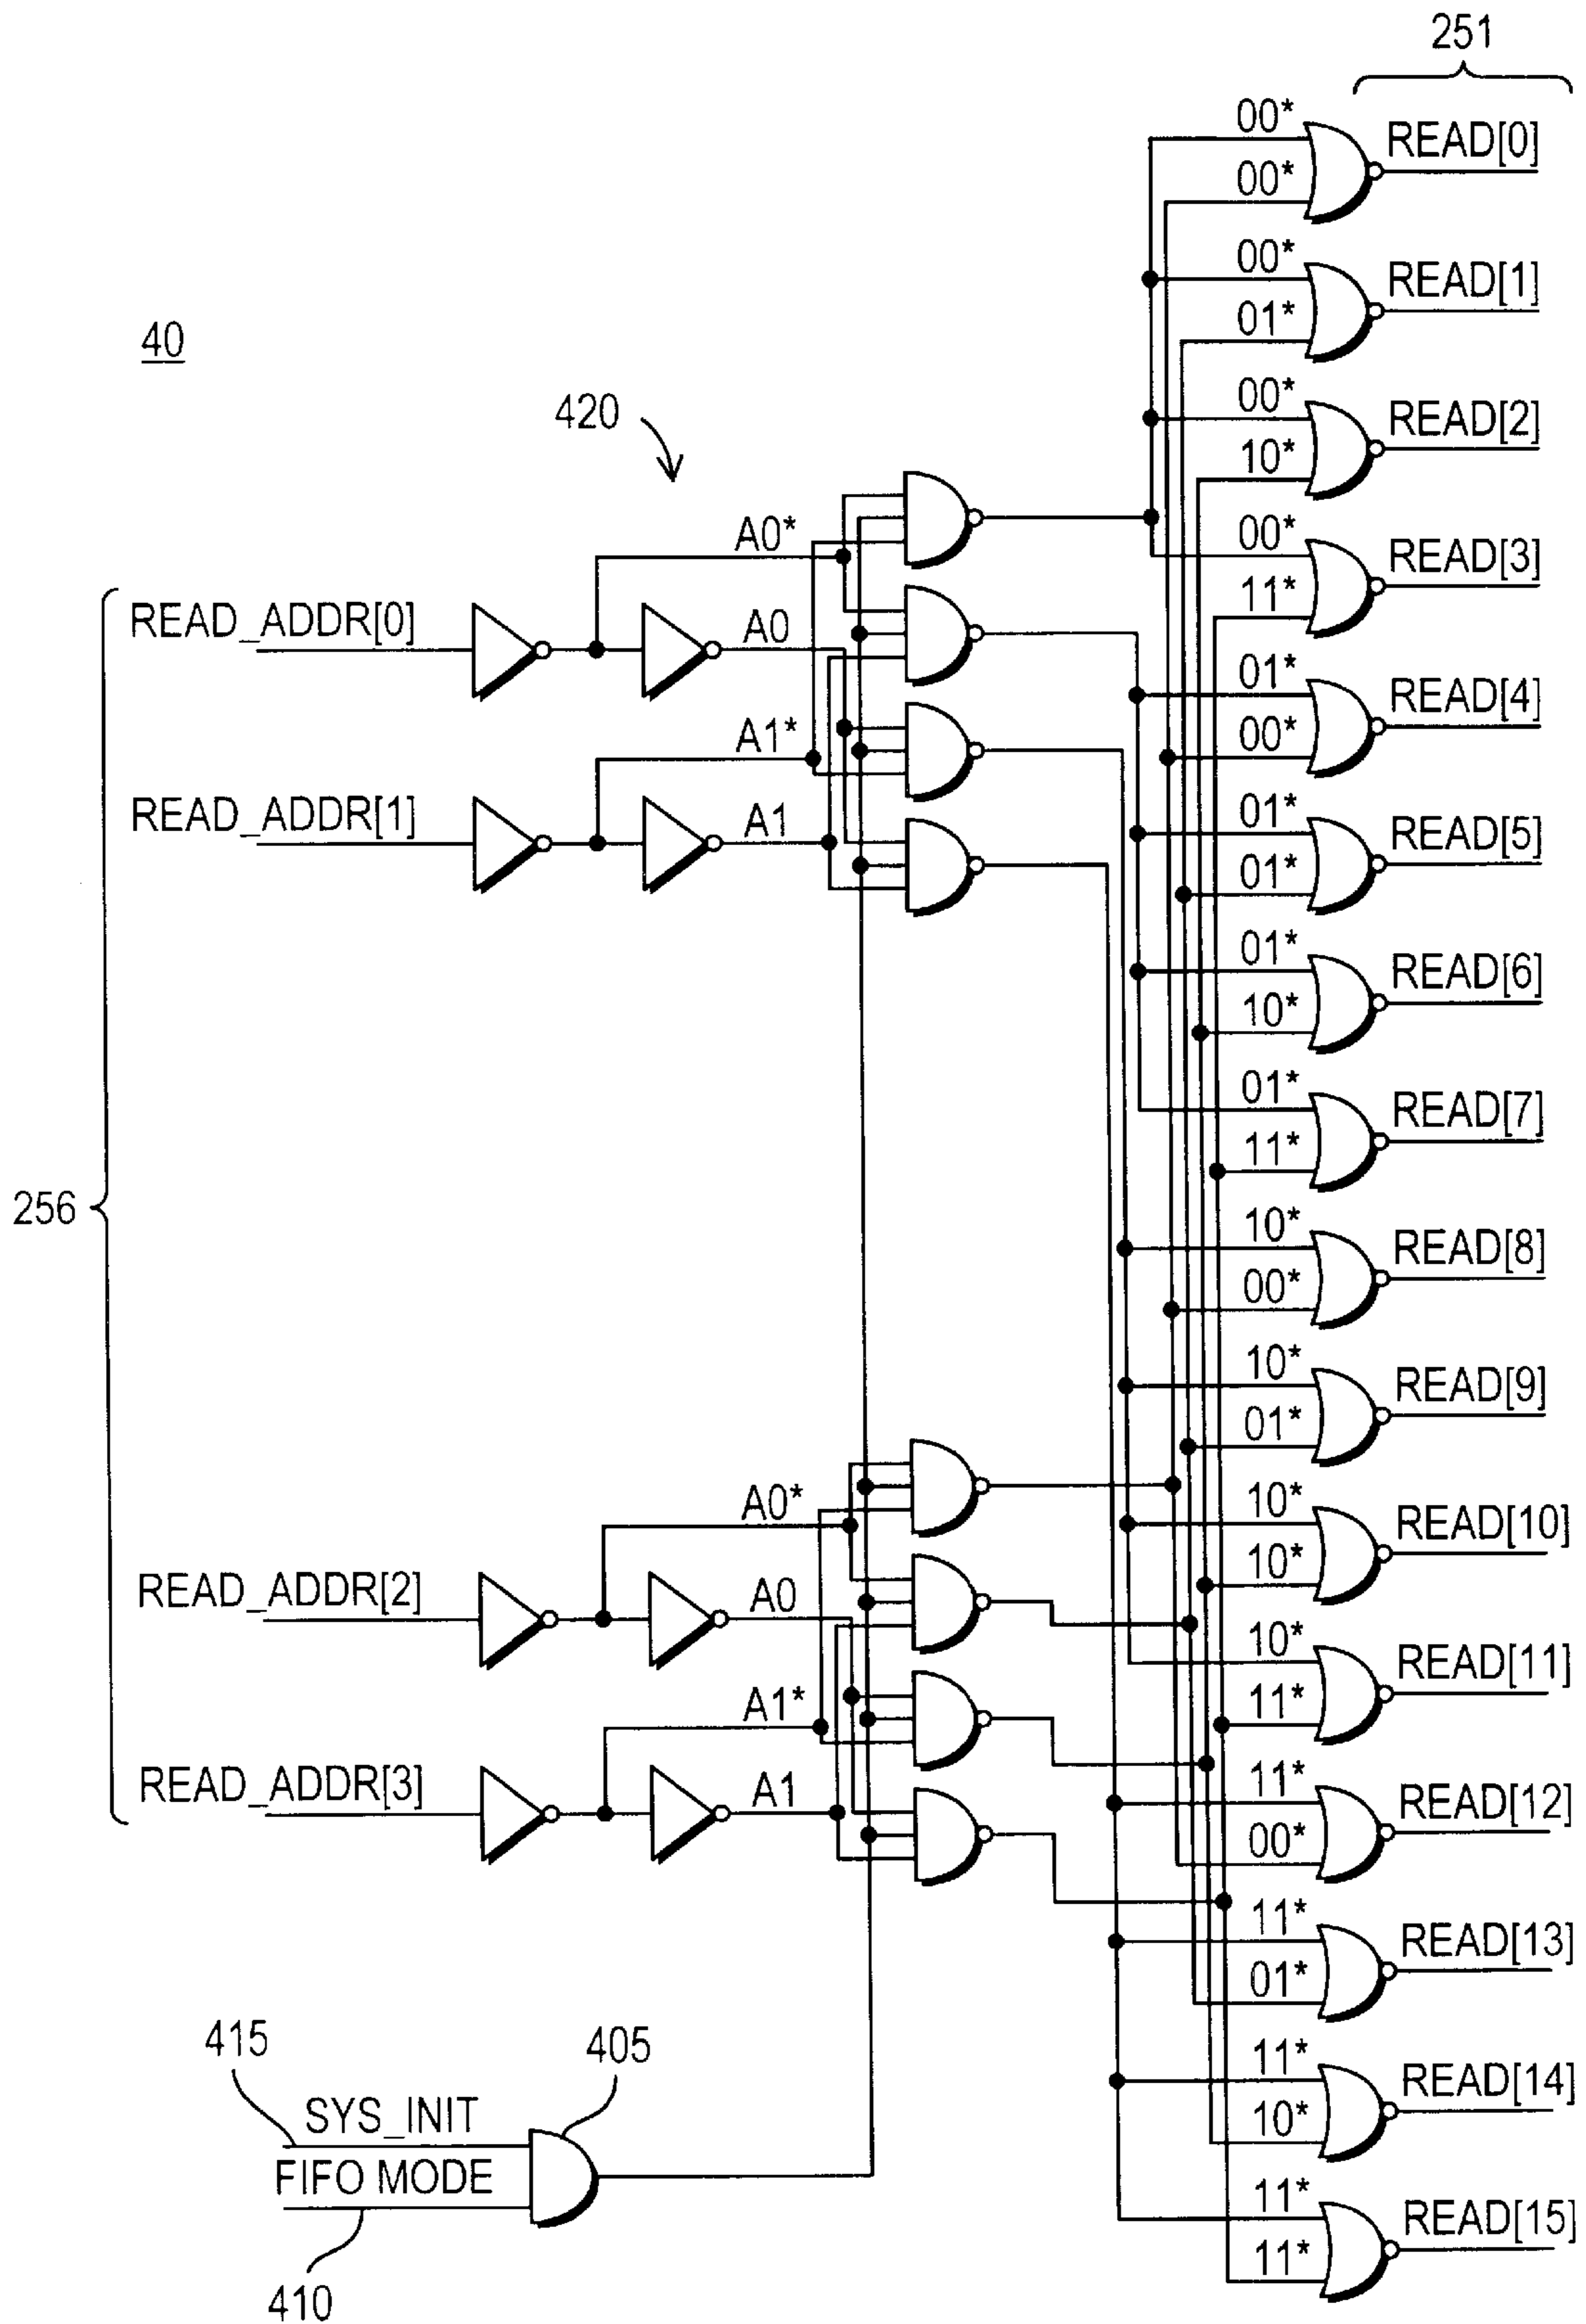 251
00*
READ[0]
00*
00*
READ[1]
01*
40
00*
READ[2]
420
10*
00*
READ[3]
A0*
11*
READ_ADDR[0]
A0
01*
READ[4]
A1*
00*
READ_ADDR[1]
A1
01*
READ[5]
01*
01*
READ[6]
10*
01*
READ[7]
11*
256
10*
READ[8]
00*
10*
READ[9]
01*
A0*
10*
READ[10]
10*
READ_ADDR[2]
A0
10*
READ[11]
A1*
11*
READ_ADDR[3]
A1
11*
READ[12]
00*
11*
READ[13]
01*
415
405
11*
READ[14]
SYS_INIT
10*
FIFO MODE
11*
READ[15]
11*
410